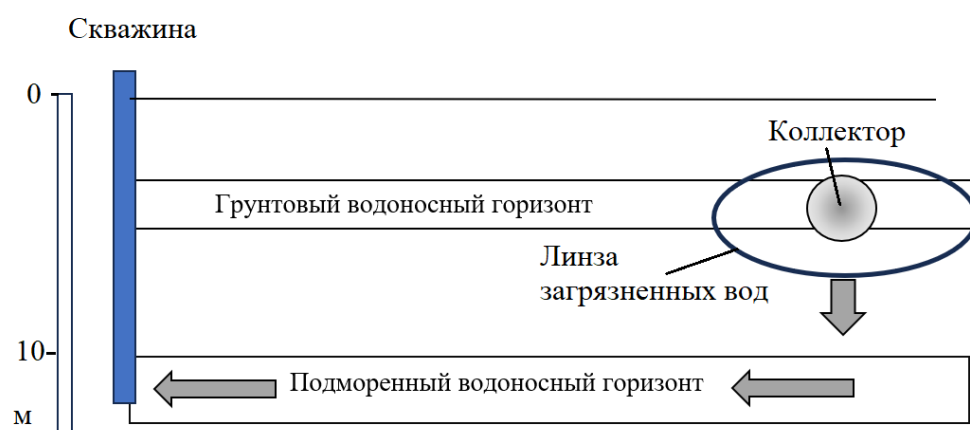 Скважина
0
Коллектор
Грунтовый водоносный горизонт
Линза
загрязненных вод
10
Подморенный водоносный горизонт
м